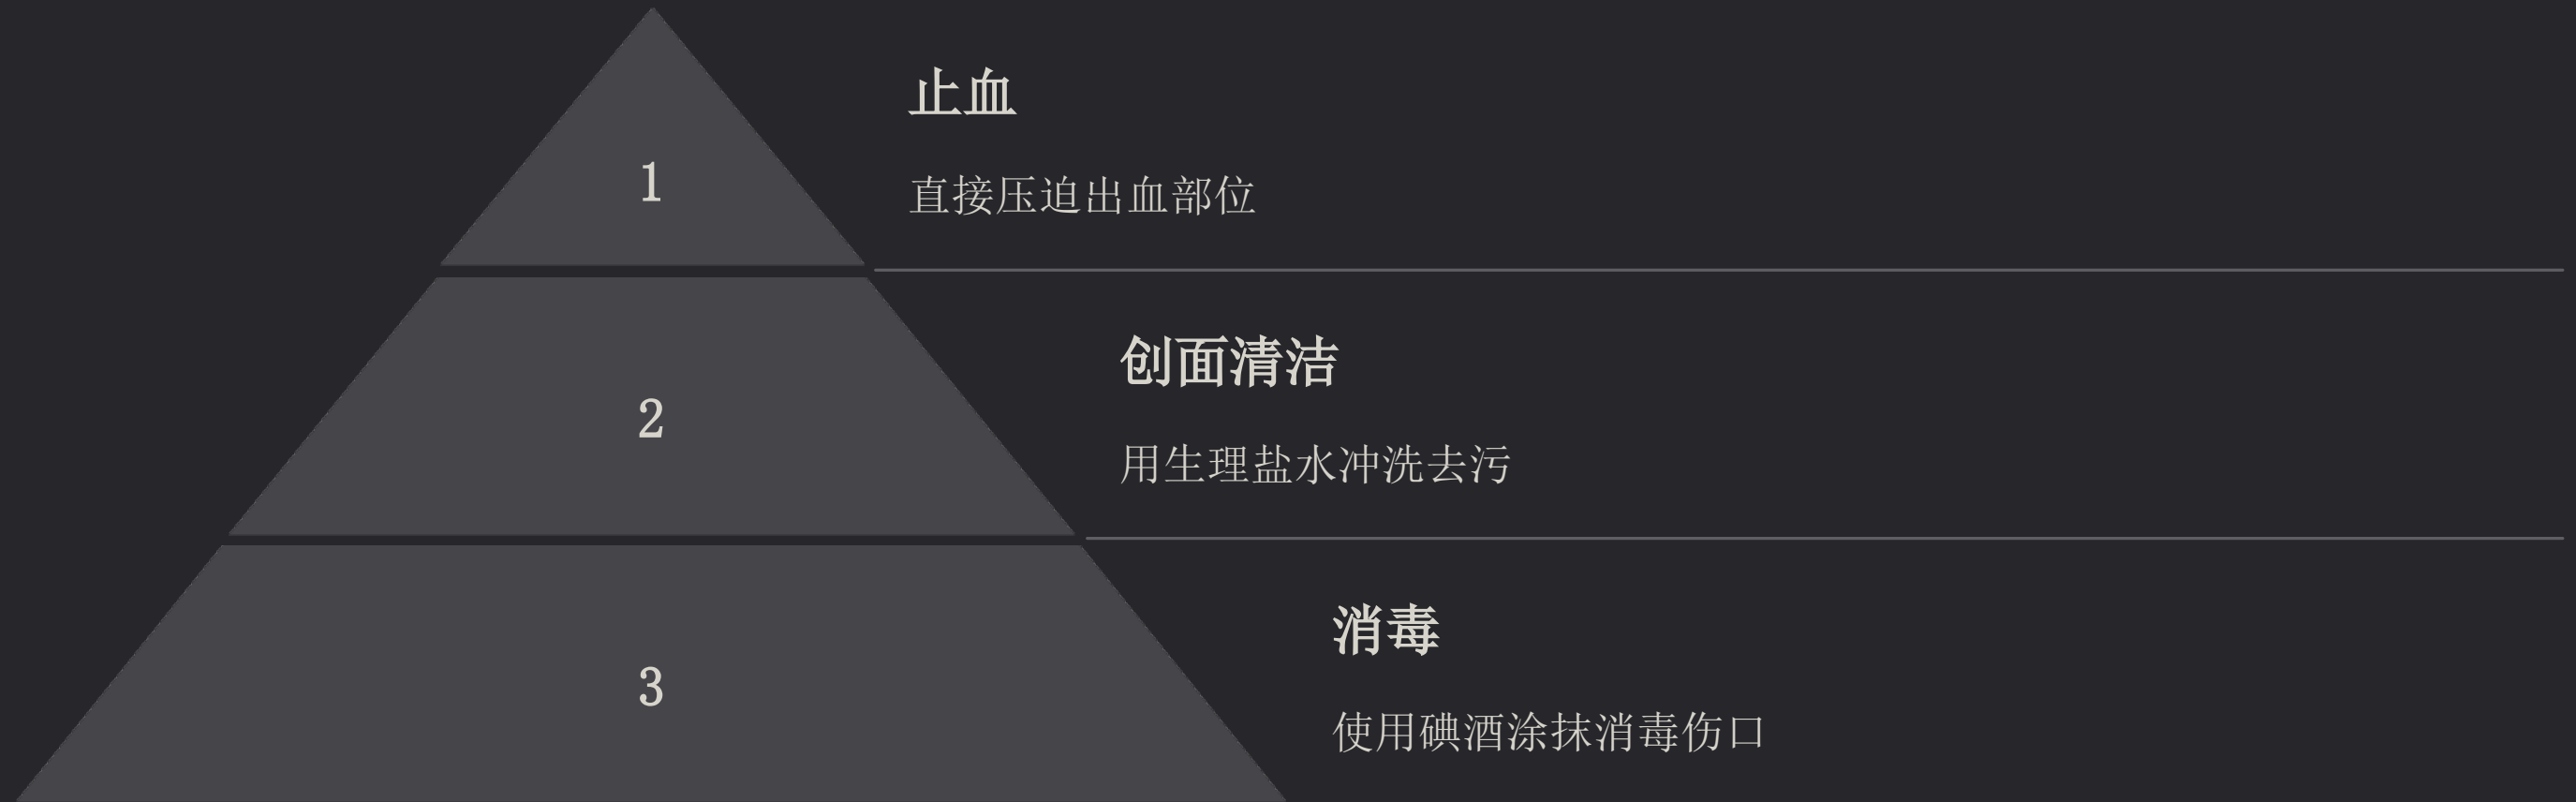 1
止血
直接压迫出血部位
2
创面清洁
用生理盐水冲洗去污
3
消毒
使用碘酒涂抹消毒伤口